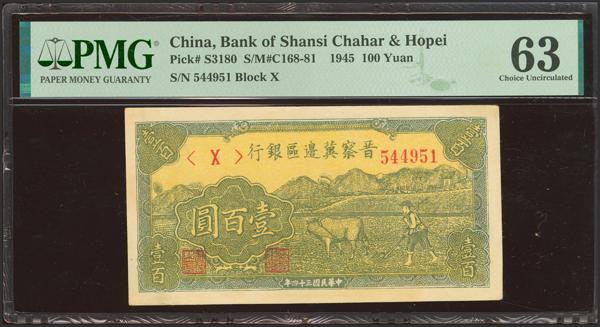 PMG
PAPER MONEY GUARANTY
China, Bank of Shansi Chahar & Hopei
Pick# S3180 S/M#C168-81 1945 100 Yuan
S/N 544951 Block X
63
Choice Uncirculated
行銀區邊冀察晉
< X >
544951
圓百壹
壹百
壹百
年四十三國民華中